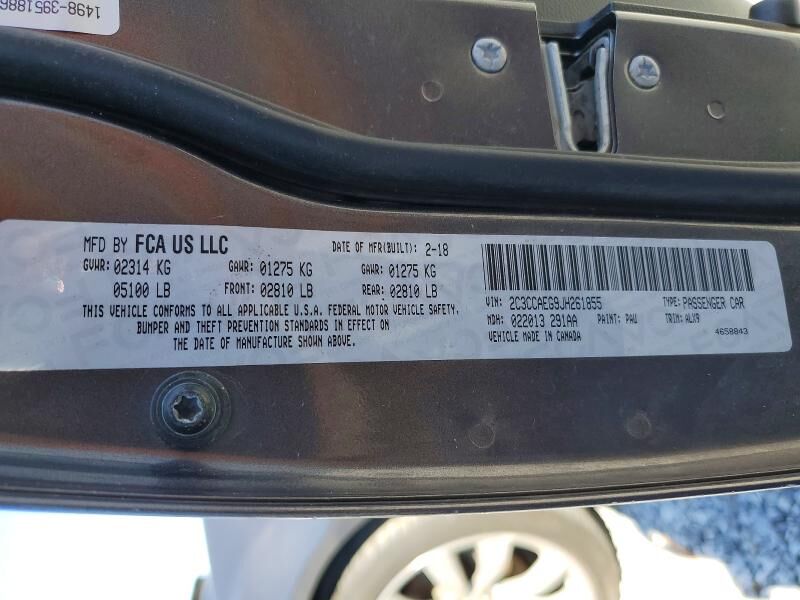 1498-3951886
MFD BY FCA US LLC DATE OF MFR(BUILT): 2-18
GVWR: 02314 KG GAWR: 01275 KG GAWR: 01275 KG
05100 LB FRONT: 02810 LB REAR: 02810 LB
THIS VEHICLE CONFORMS TO ALL APPLICABLE U.S.A. FEDERAL MOTOR VEHICLE SAFETY,
BUMPER AND THEFT PREVENTION STANDARDS IN EFFECT ON
THE DATE OF MANUFACTURE SHOWN ABOVE.
VIN: 2C3CCAEG9JH261855 TYPE: PASSENGER CAR
MDH: 022013 291AA PAINT: PAU TRIM: ALX9
VEHICLE MADE IN CANADA 4658843